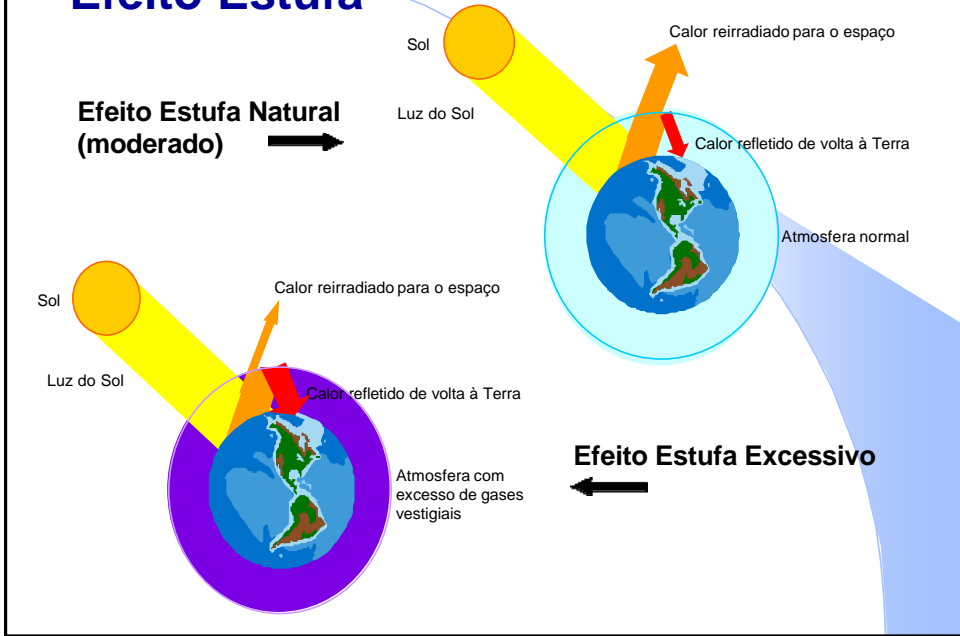 Efeito Estufa
Sol
Calor reirradiado para o espaço
Luz do Sol
Efeito Estufa Natural
(moderado)
Calor refletido de volta à Terra
Atmosfera normal
Sol
Calor reirradiado para o espaço
Luz do Sol
Calor refletido de volta à Terra
Atmosfera com
excesso de gases
vestigiais
Efeito Estufa Excessivo